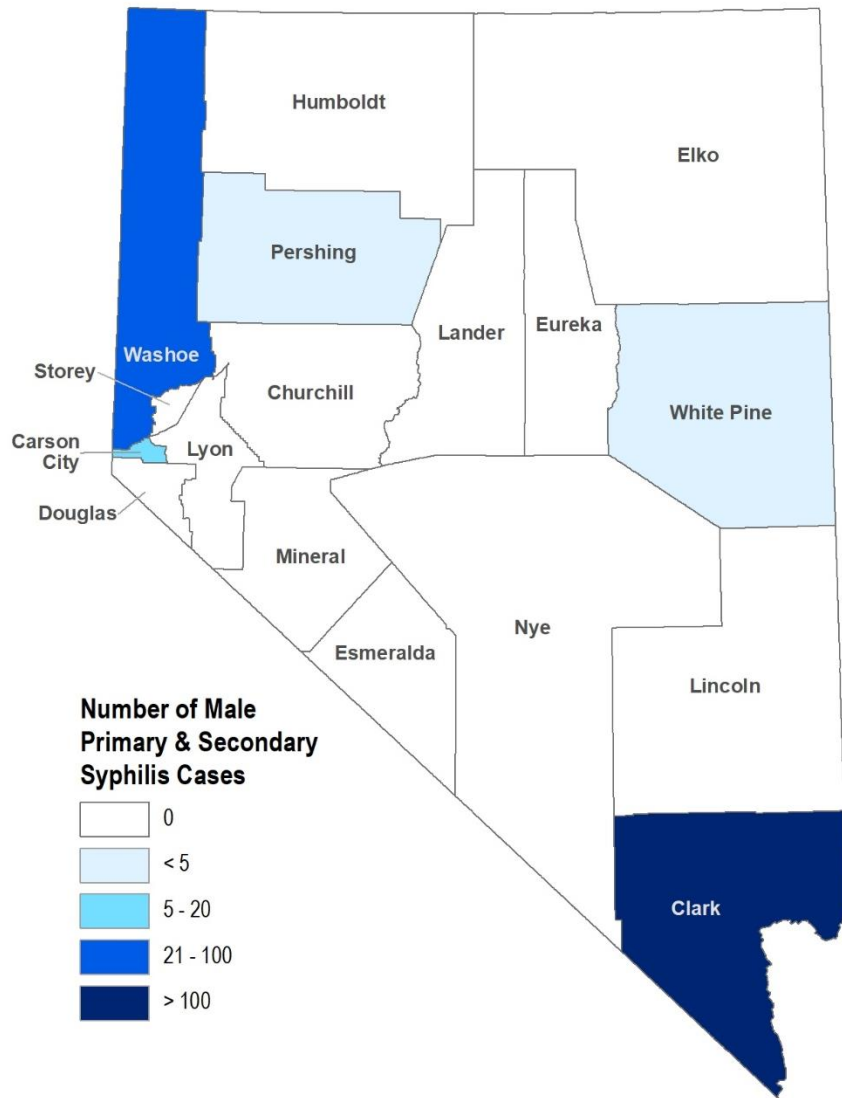 Humboldt
Elko
Pershing
Lander
Eureka
Washoe
Storey
Churchill
White Pine
Carson
City
Lyon
Douglas
Mineral
Nye
Esmeralda
Lincoln
Number of Male
Primary & Secondary
Syphilis Cases
0
< 5
5 - 20
21 - 100
> 100
Clark